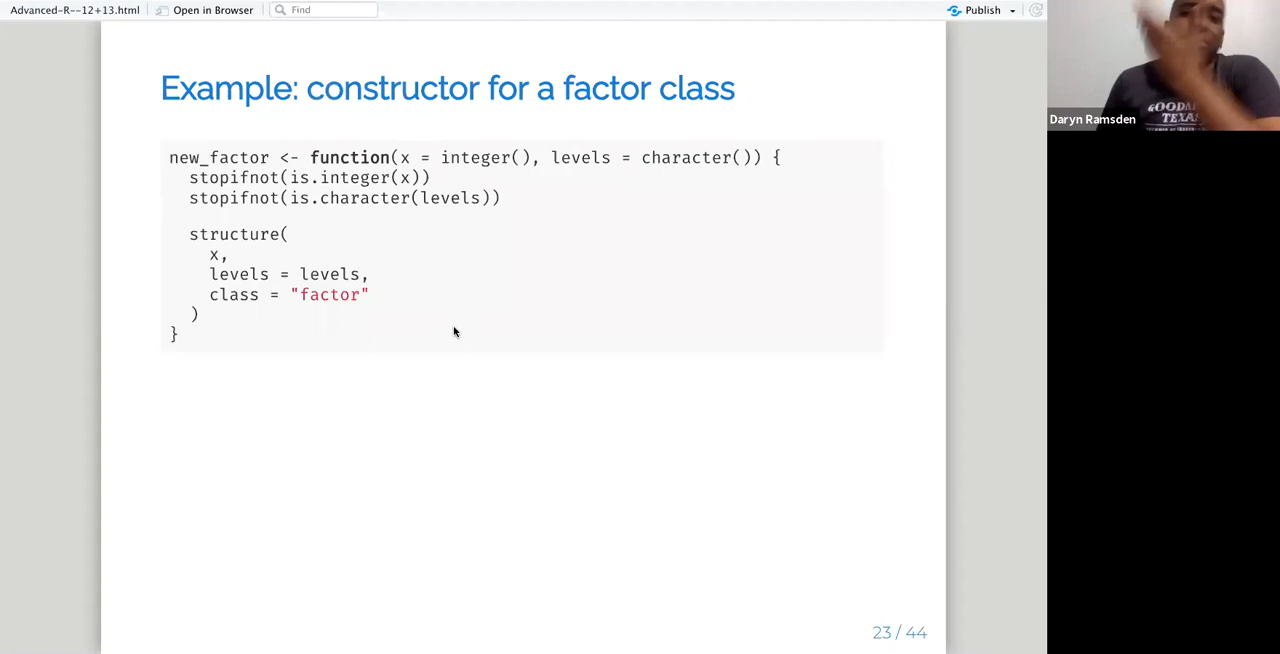 Advanced-R--12+13.html Open in Browser Find Publish
Example: constructor for a factor class
new_factor <- function(x = integer(), levels = character()) {
  stopifnot(is.integer(x))
  stopifnot(is.character(levels))
  structure(
    x,
    levels = levels,
    class = "factor"
  )
}
23 / 44
TEXAS
Daryn Ramsden